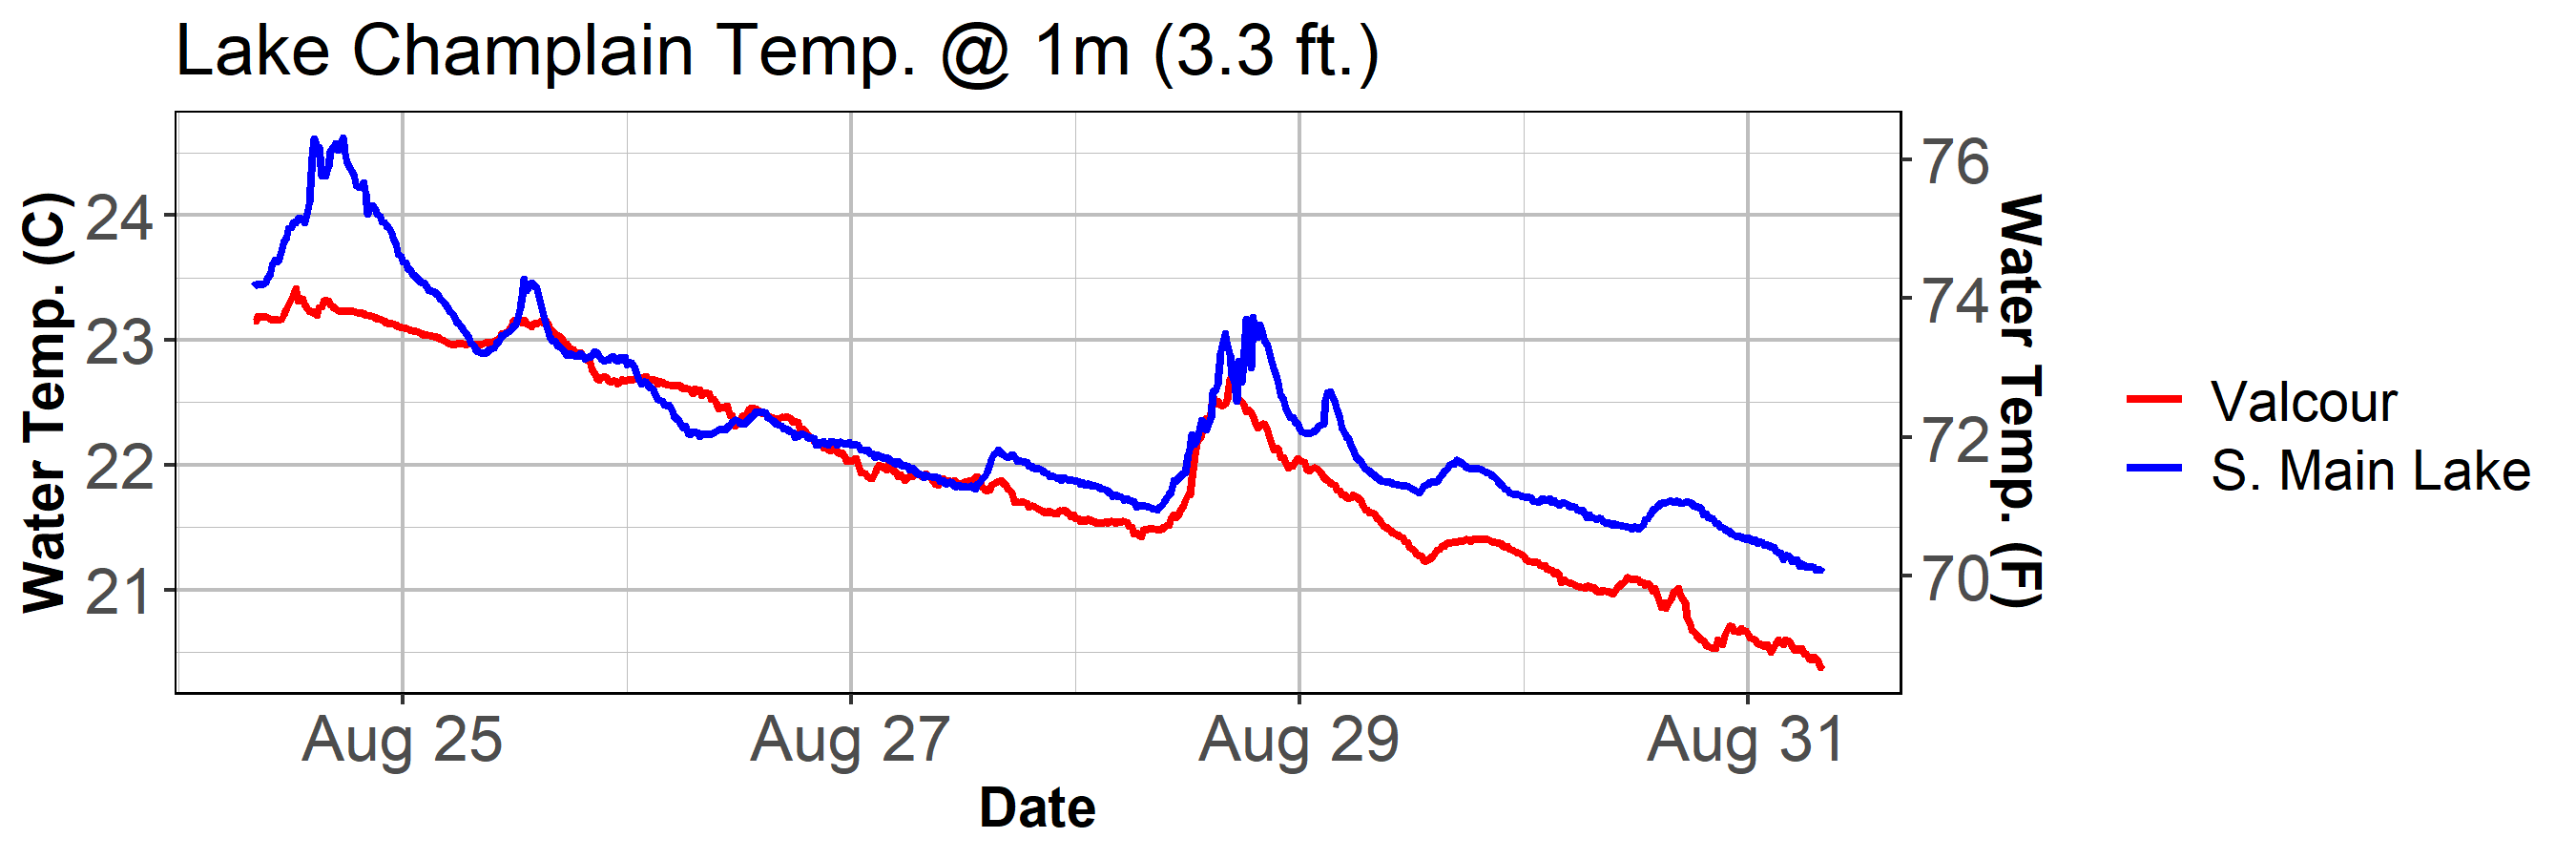 Lake Champlain Temp. @ 1m (3.3 ft.)
Water Temp. (C)
24
23
22
21
76
74
72
70
Water Temp. (F)
Aug 25
Aug 27
Aug 29
Aug 31
Date
Valcour
S. Main Lake